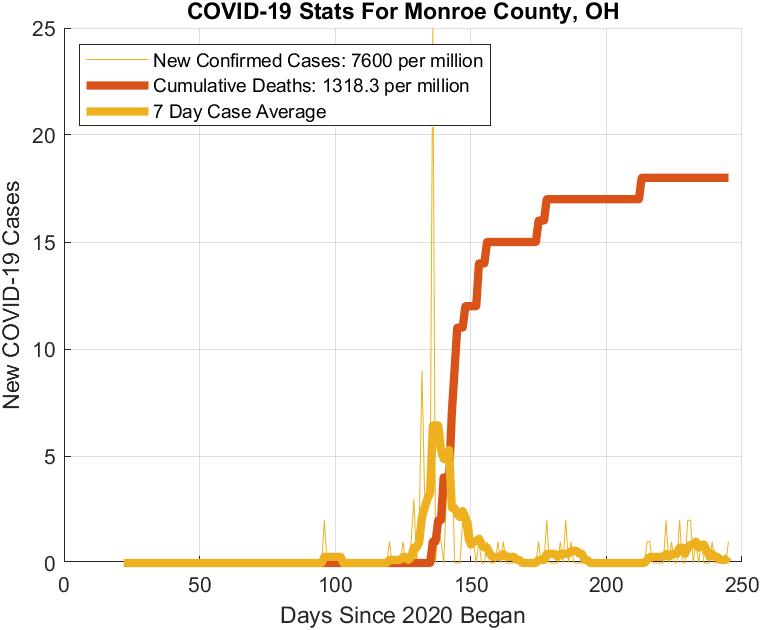 COVID-19 Stats For Monroe County, OH
New Confirmed Cases: 7600 per million
Cumulative Deaths: 1318.3 per million
7 Day Case Average
25
20
15
10
5
0
New COVID-19 Cases
0 50 100 150 200 250
Days Since 2020 Began